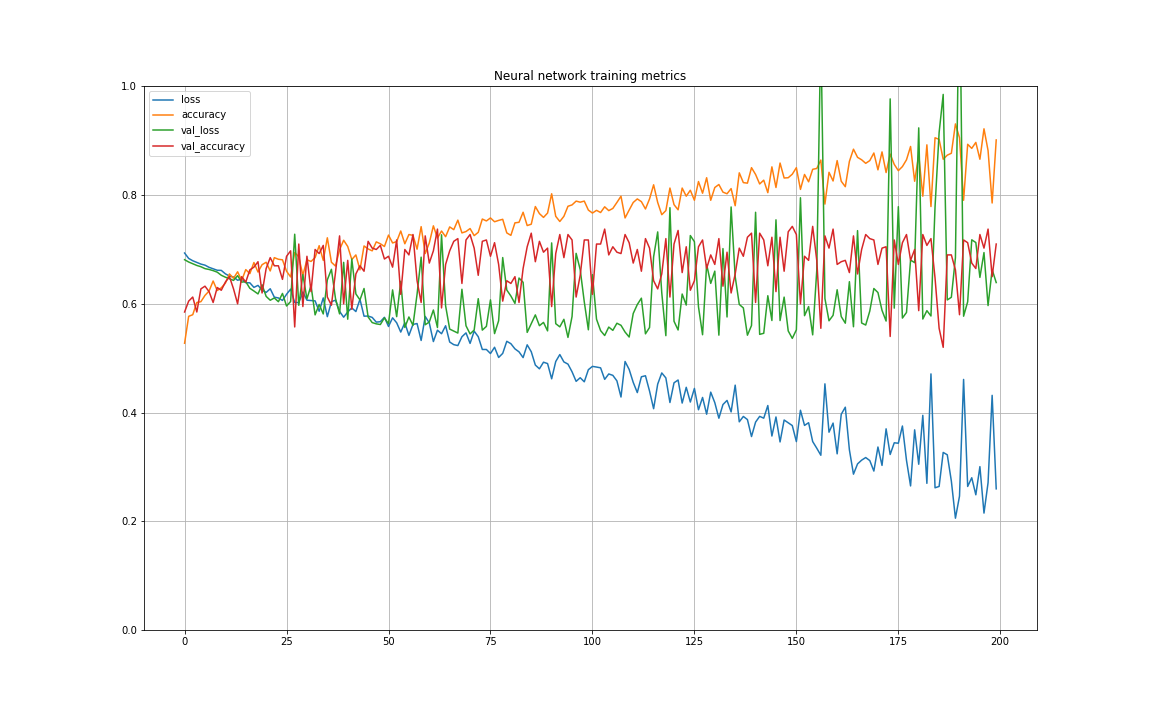 Neural network training metrics
1.0
0.8
0.6
0.4
0.2
0.0
loss
accuracy
val_loss
val_accuracy
0 25 50 75 100 125 150 175 200